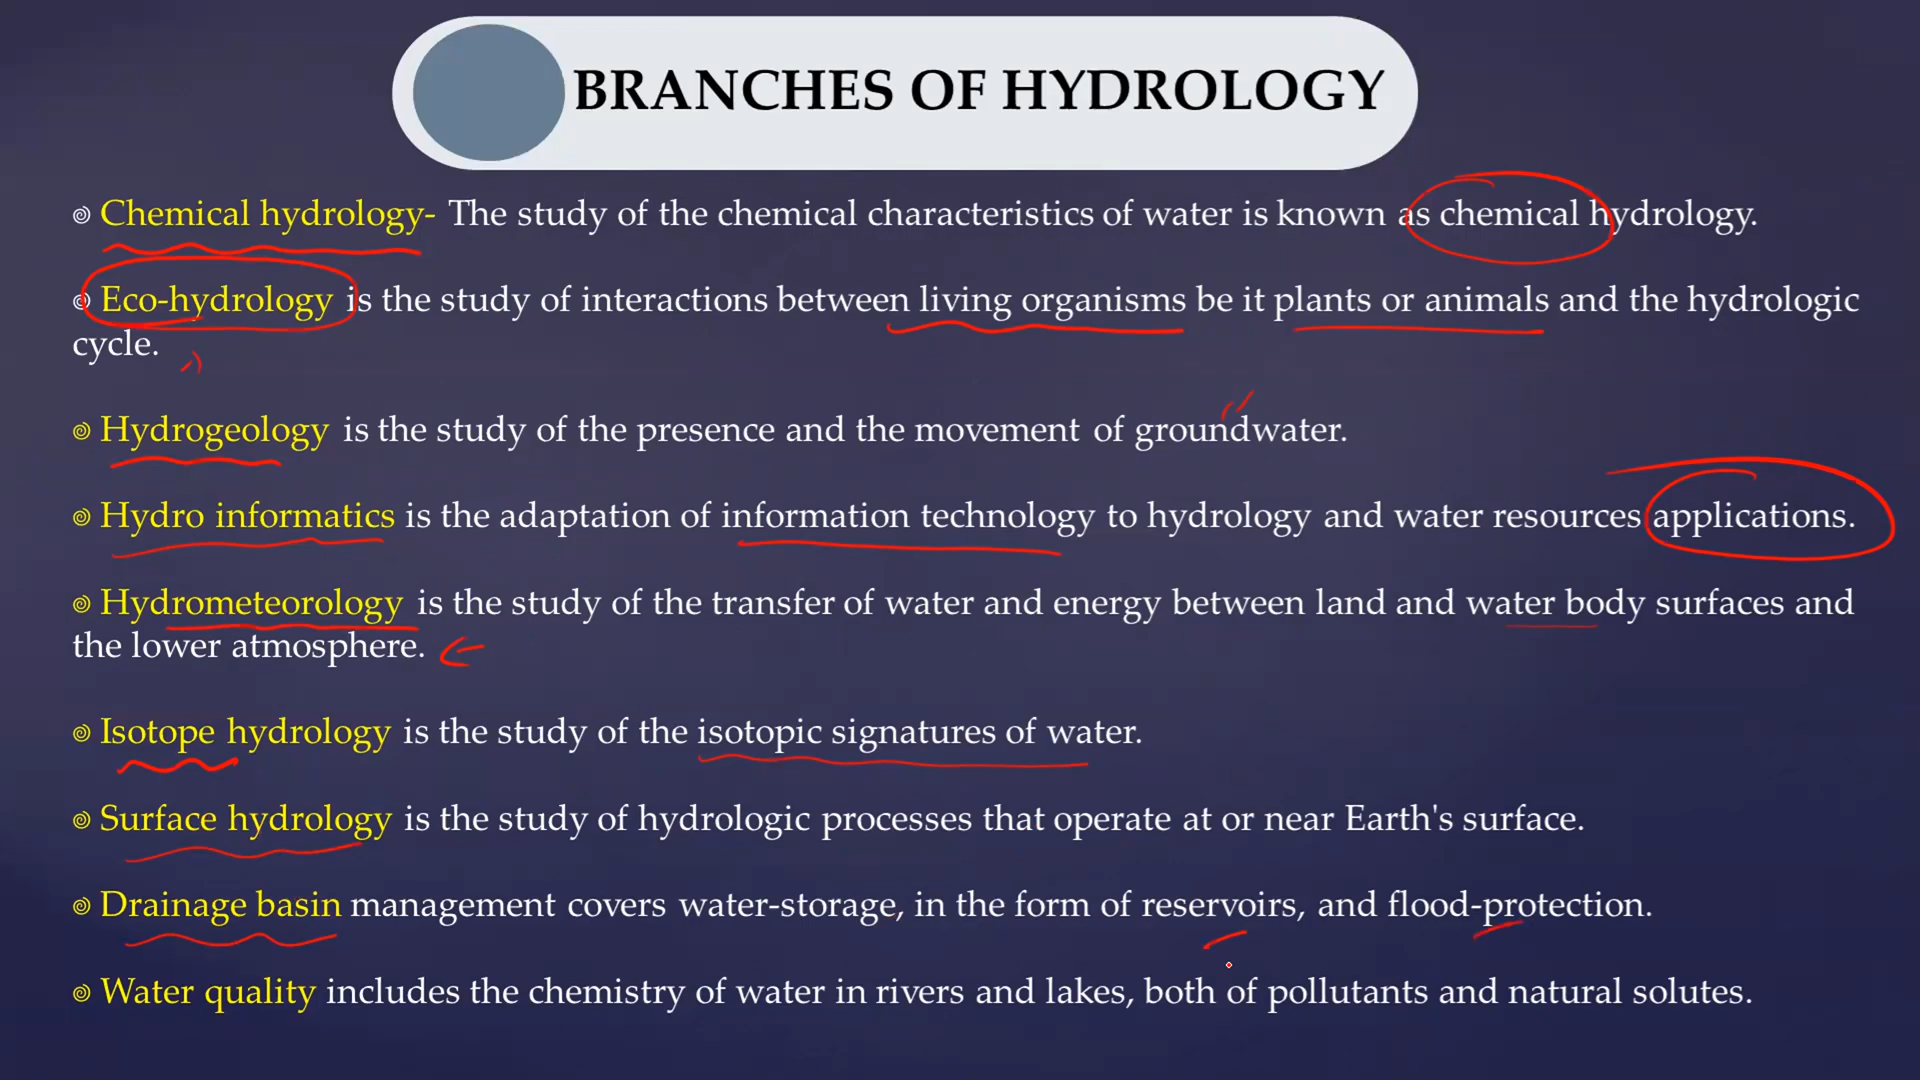 BRANCHES OF HYDROLOGY
Chemical hydrology- The study of the chemical characteristics of water is known as chemical hydrology.
Eco-hydrology is the study of interactions between living organisms be it plants or animals and the hydrologic
cycle.
Hydrogeology is the study of the presence and the movement of groundwater.
Hydro informatics is the adaptation of information technology to hydrology and water resources applications.
Hydrometeorology is the study of the transfer of water and energy between land and water body surfaces and
the lower atmosphere.
Isotope hydrology is the study of the isotopic signatures of water.
Surface hydrology is the study of hydrologic processes that operate at or near Earth's surface.
Drainage basin management covers water-storage, in the form of reservoirs, and flood-protection.
Water quality includes the chemistry of water in rivers and lakes, both of pollutants and natural solutes.